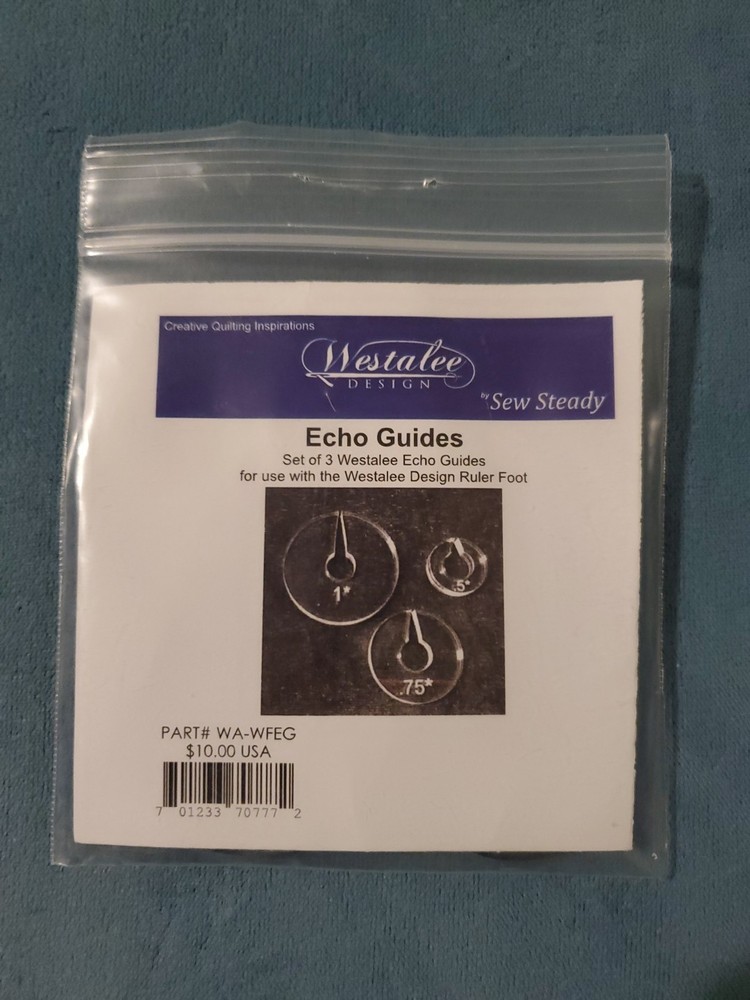 Creative Quilting Inspirations
Westalee
DESIGN
by Sew Steady
Echo Guides
Set of 3 Westalee Echo Guides
for use with the Westalee Design Ruler Foot
1*
.5*
.75*
PART# WA-WFEG
$10.00 USA
7 01233 70777 2